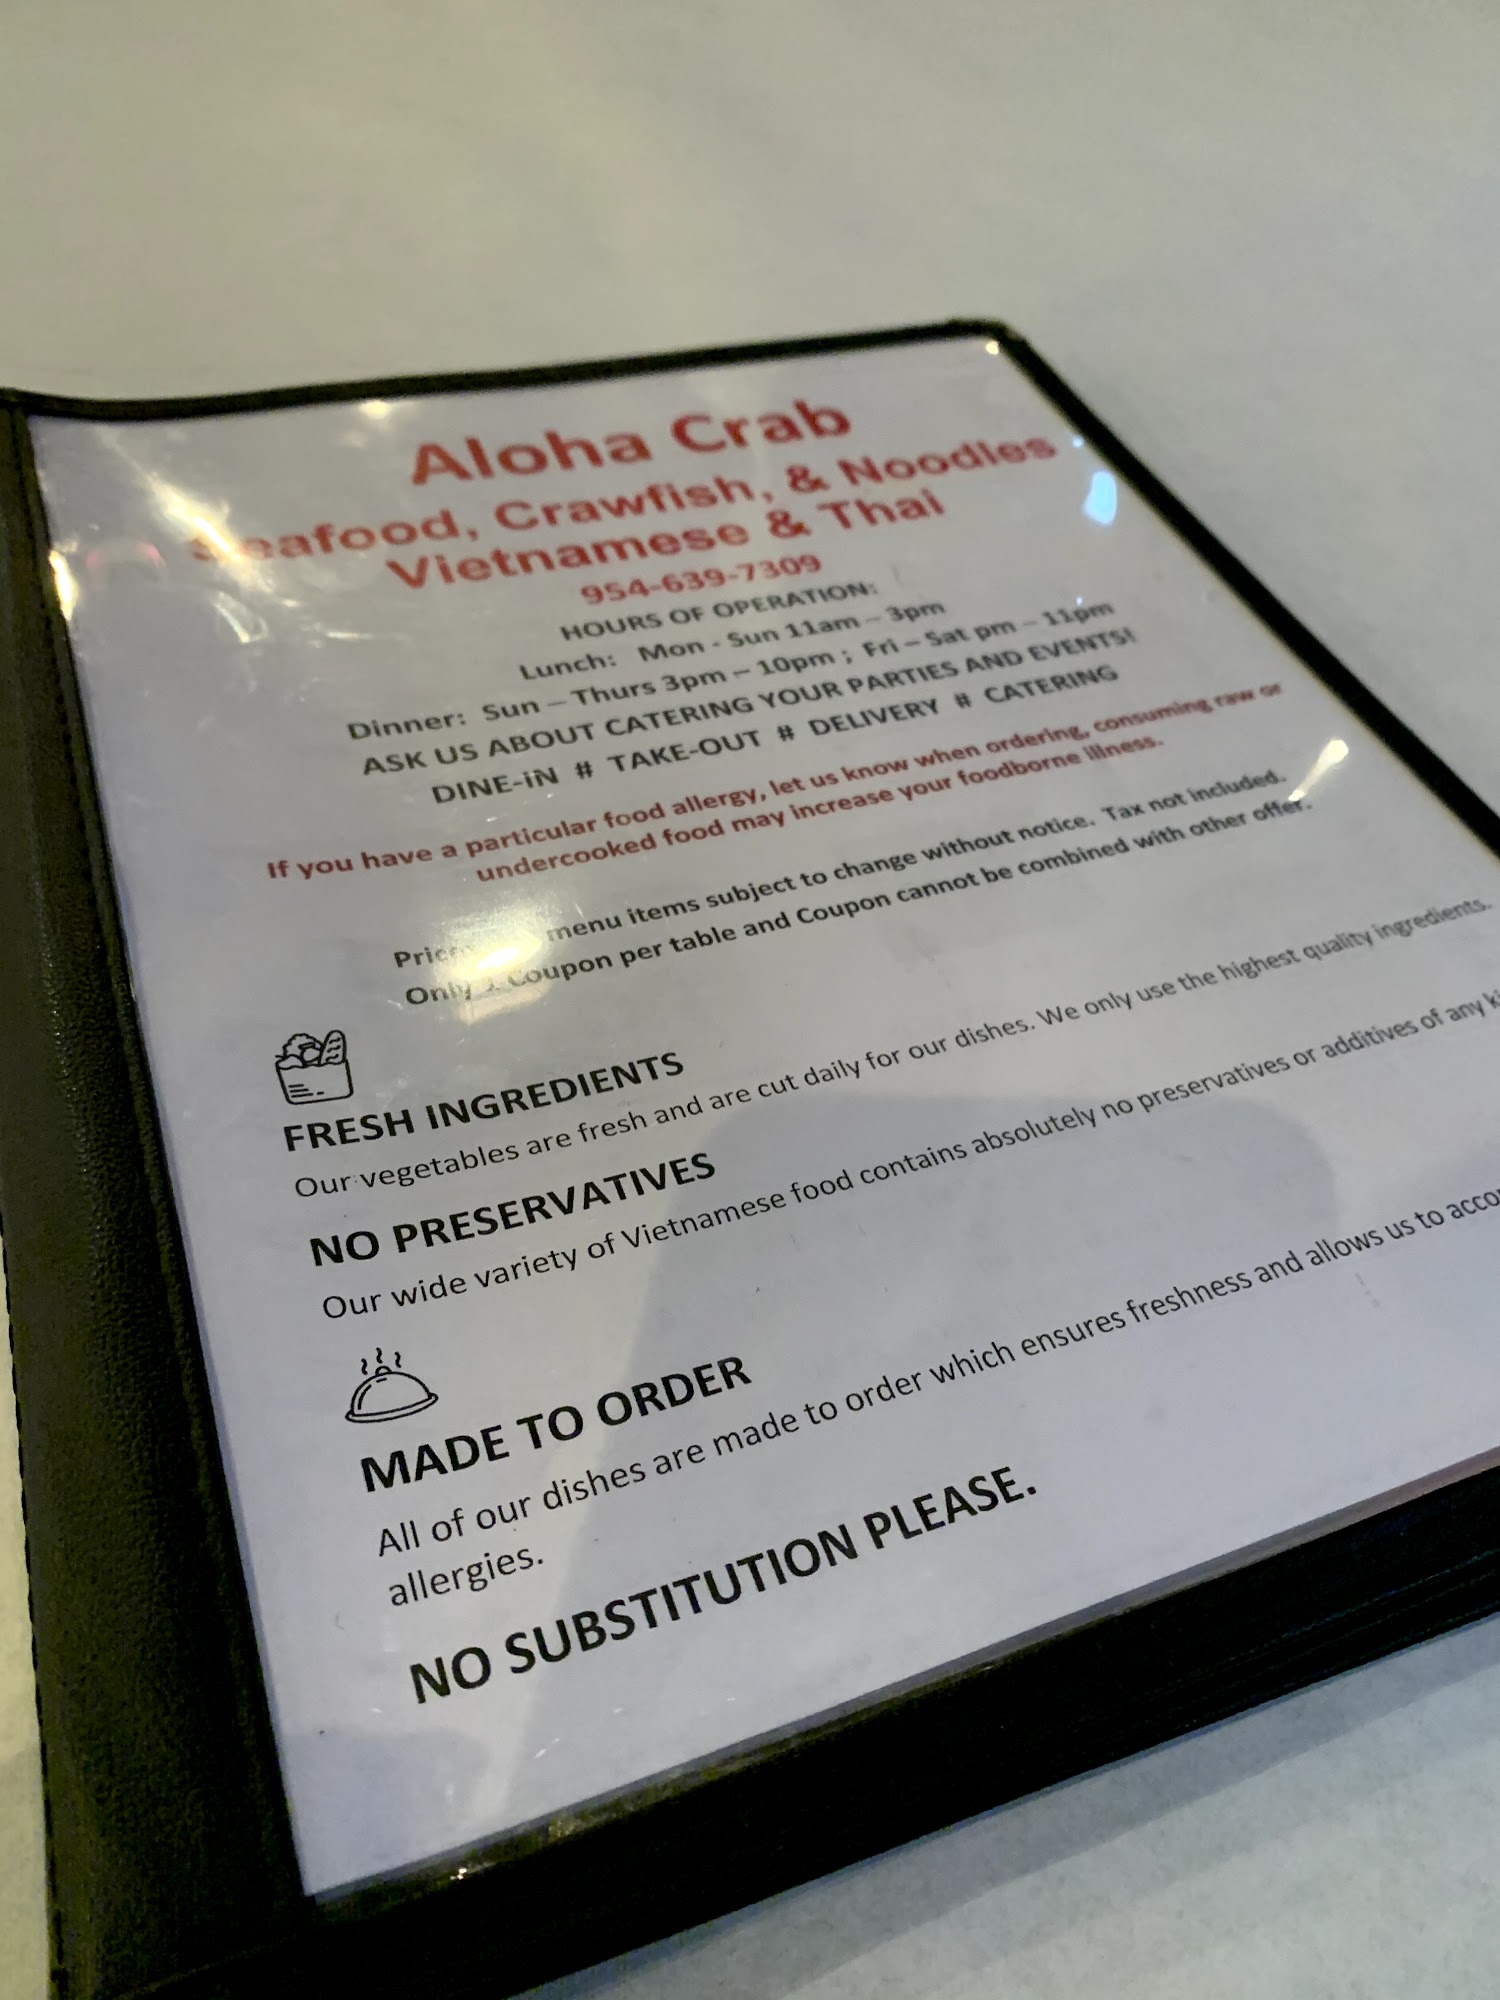 Aloha Crab
Seafood, Crawfish, & Noodles
Vietnamese & Thai
954-639-7309
HOURS OF OPERATION:
Lunch: Mon - Sun 11am – 3pm
Dinner: Sun – Thurs 3pm – 10pm ; Fri – Sat pm – 11pm
ASK US ABOUT CATERING YOUR PARTIES AND EVENTS!
DINE-iN # TAKE-OUT # DELIVERY # CATERING
If you have a particular food allergy, let us know when ordering, consuming raw or
undercooked food may increase your foodborne illness.
menu items subject to change without notice. Tax not included.
Only 1 Coupon per table and Coupon cannot be combined with other offer.
FRESH INGREDIENTS
Our vegetables are fresh and are cut daily for our dishes. We only use the highest quality ingredients.
NO PRESERVATIVES
Our wide variety of Vietnamese food contains absolutely no preservatives or additives of any
MADE TO ORDER
All of our dishes are made to order which ensures freshness and allows us to
allergies.
NO SUBSTITUTION PLEASE.